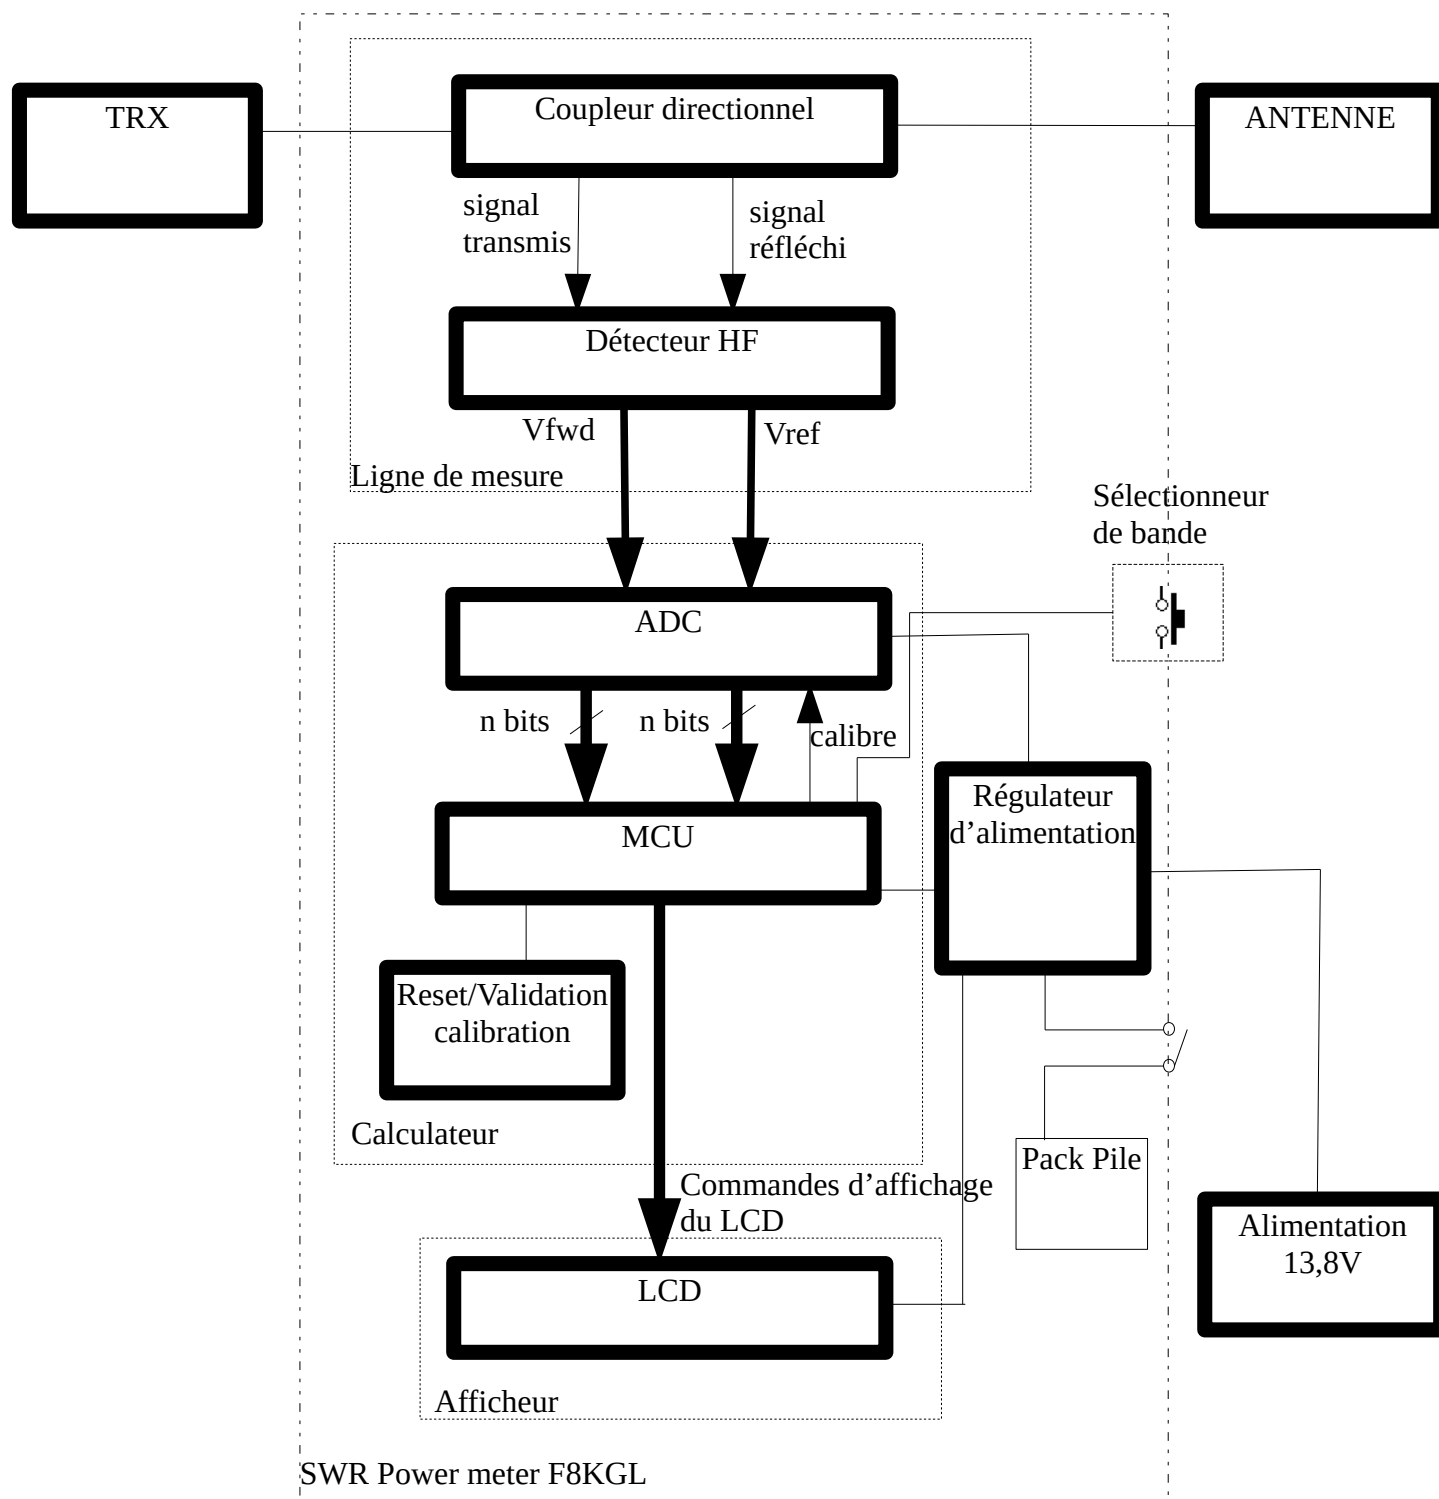 TRX
Coupleur directionnel
ANTENNE
signal
transmis
signal
réfléchi
Détecteur HF
Vfwd
Vref
Ligne de mesure
Sélectionneur
de bande
ADC
n bits
n bits
calibre
MCU
Régulateur
d’alimentation
Reset/Validation
calibration
Calculateur
Pack Pile
Commandes d’affichage
du LCD
Alimentation
13,8V
LCD
Afficheur
SWR Power meter F8KGL